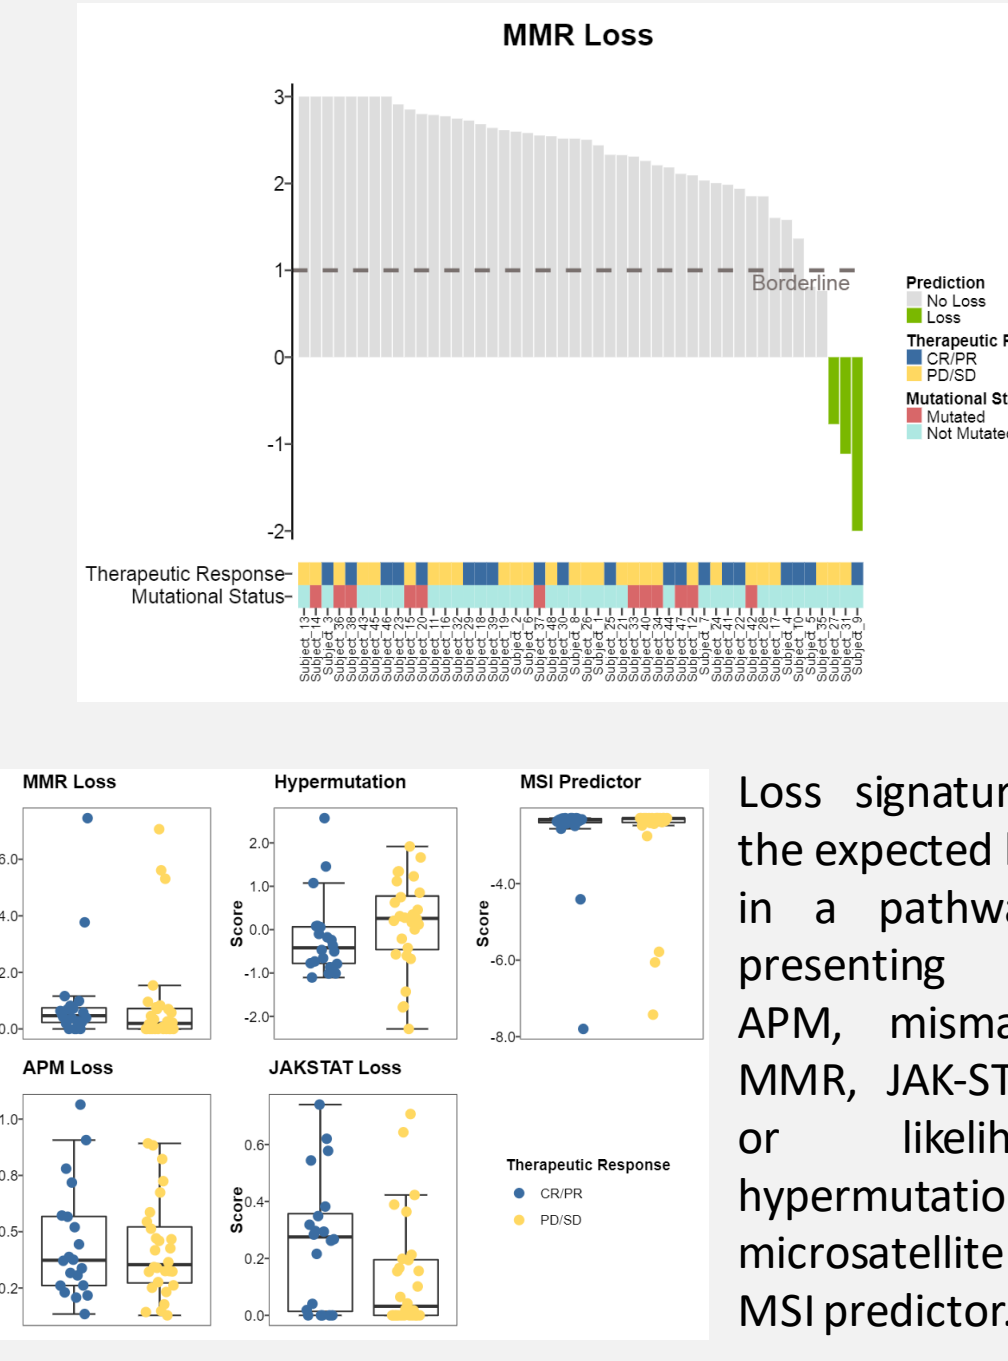 MMR Loss
3
2
1
0
-1
-2
Borderline
Prediction
No Loss
Loss
Therapeutic R
CR/PR
PD/SD
Mutational St
Mutated
Not Mutated
Therapeutic Response
Mutational Status
Subject_13
Subject_14
Subject_3
Subject_36
Subject_38
Subject_43
Subject_45
Subject_46
Subject_23
Subject_15
Subject_20
Subject_11
Subject_16
Subject_32
Subject_29
Subject_18
Subject_39
Subject_19
Subject_2
Subject_6
Subject_37
Subject_48
Subject_30
Subject_8
Subject_26
Subject_1
Subject_25
Subject_21
Subject_33
Subject_40
Subject_34
Subject_44
Subject_47
Subject_12
Subject_7
Subject_24
Subject_41
Subject_22
Subject_42
Subject_28
Subject_17
Subject_4
Subject_10
Subject_5
Subject_35
Subject_27
Subject_31
Subject_9
MMR Loss
6.0
4.0
2.0
0.0
Hypermutation
Score
2.0
1.0
0.0
-1.0
-2.0
MSI Predictor
Score
-4.0
-6.0
-8.0
APM Loss
1.0
0.8
0.5
0.2
JAKSTAT Loss
Score
0.6
0.4
0.2
0.0
Therapeutic Response
CR/PR
PD/SD
Loss signatur
the expected
in a pathwa
presenting
APM, misma
MMR, JAK-ST
or likelih
hypermutatio
microsatellite
MSI predictor.